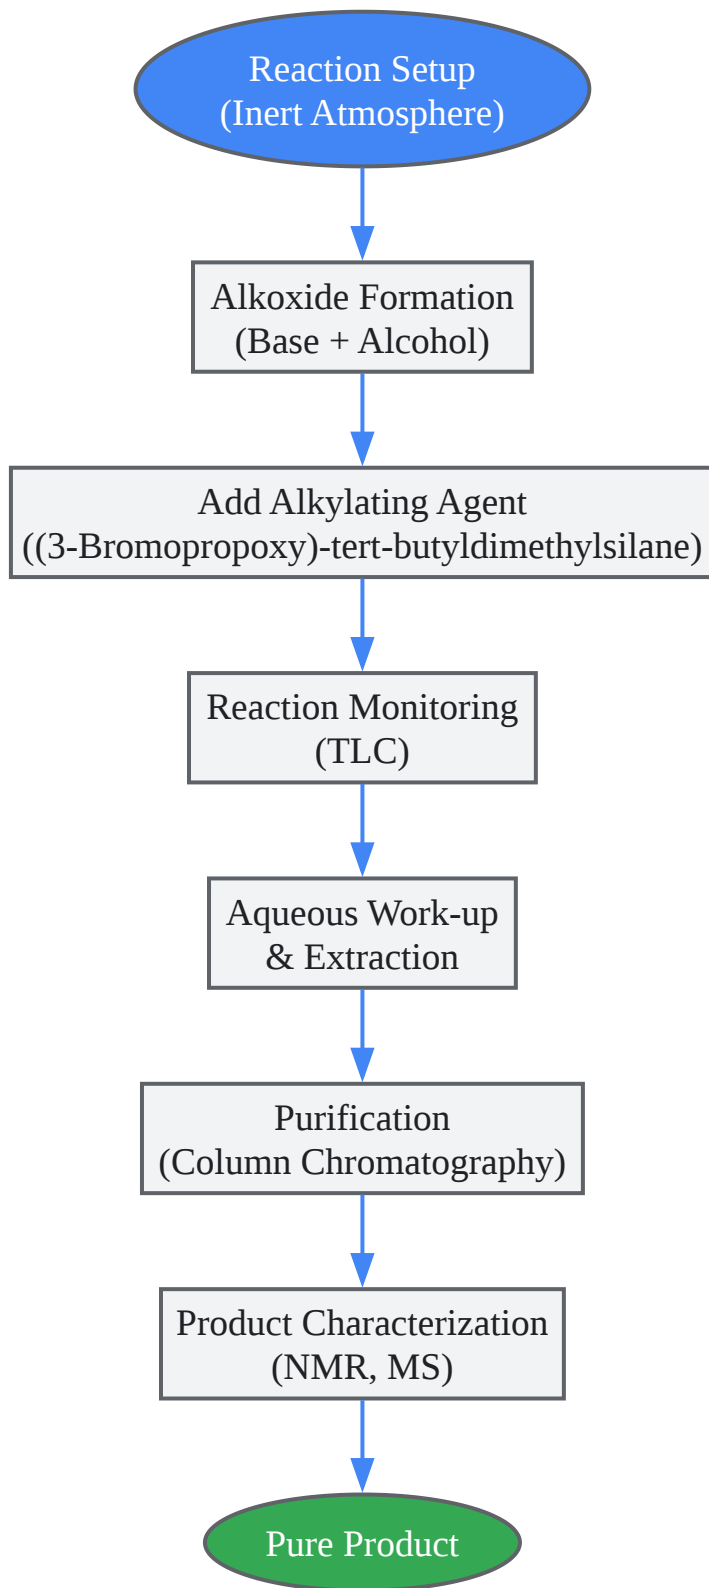 Reaction Setup
(Inert Atmosphere)
Alkoxide Formation
(Base + Alcohol)
Add Alkylating Agent
((3-Bromopropoxy)-tert-butyldimethylsilane)
Reaction Monitoring
(TLC)
Aqueous Work-up
& Extraction
Purification
(Column Chromatography)
Product Characterization
(NMR, MS)
Pure Product